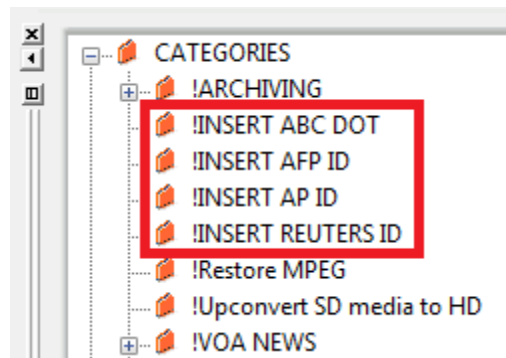 CATEGORIES
!ARCHIVING
!INSERT ABC DOT
!INSERT AFP ID
!INSERT AP ID
!INSERT REUTERS ID
!Restore MPEG
!Upconvert SD media to HD
!VOA NEWS